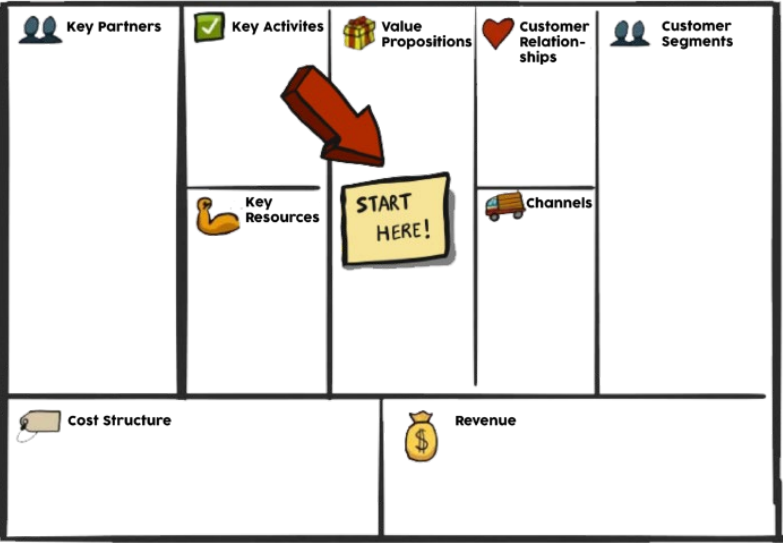 Key Partners
Key Activites
Value
Propositions
Customer
Relation-
ships
Customer
Segments
START
HERE!
Key
Resources
Channels
Cost Structure
$
Revenue